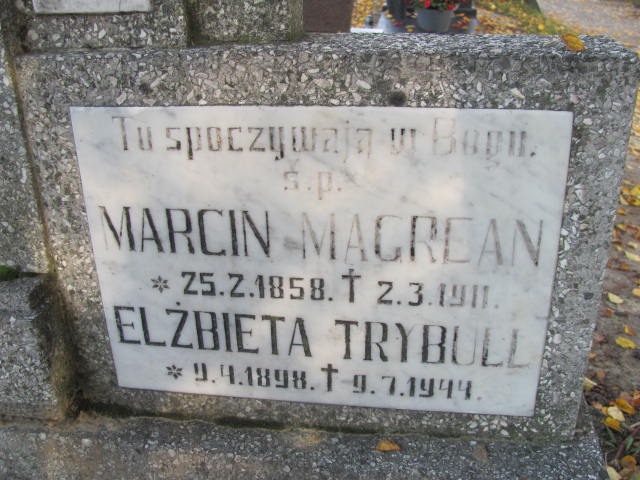 Tu spoczywają w Bogu.
ś.p.
MARCIN MAGREAN
* 25.2.1858. † 2.3.1911.
ELŻBIETA TRYBULL
* 9.4.1898. † 9.7.1944.